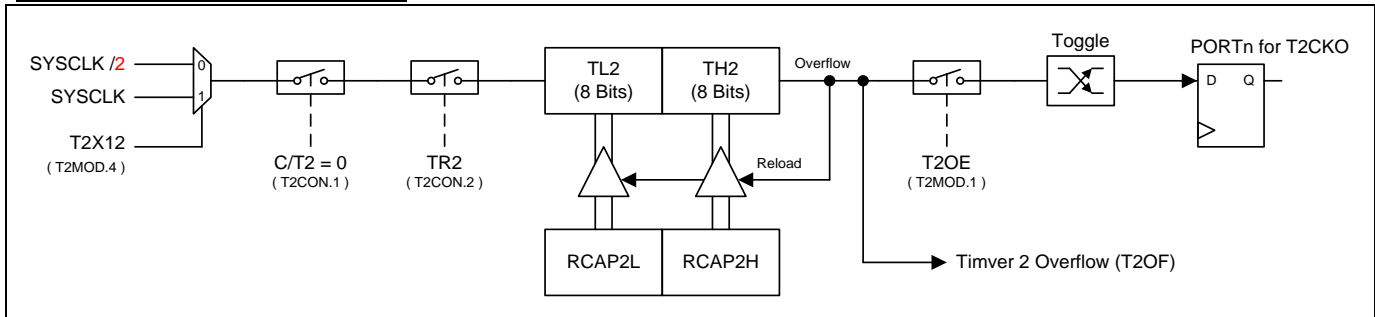 Toggle
PORTn for T2CKO
SYSCLK /2
0
TL2
(8 Bits)
TH2
(8 Bits)
Overflow
D Q
SYSCLK
1
T2X12
( T2MOD.4 )
C/T2 = 0
( T2CON.1 )
TR2
( T2CON.2 )
Reload
T2OE
( T2MOD.1 )
RCAP2L
RCAP2H
Timver 2 Overflow (T2OF)